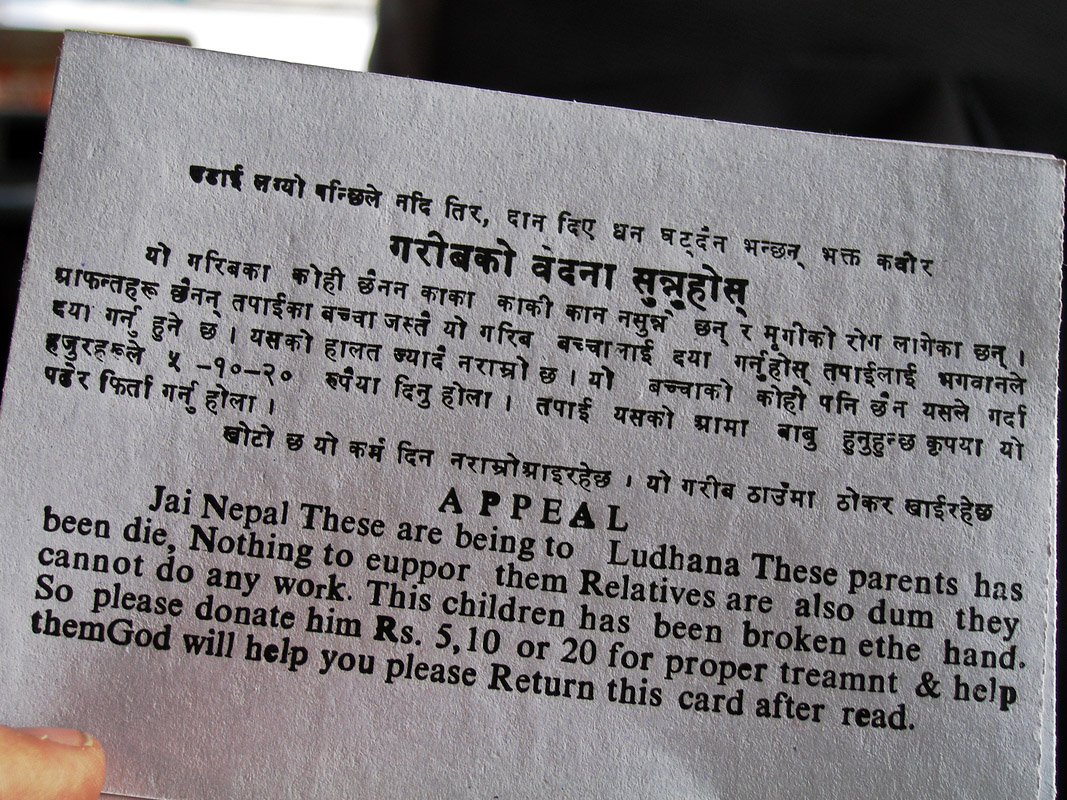 घडाई लग्यो पन्छिले नदि तिर, दान दिए धन घट्दैन भन्छन् भक्त कबीर
गरीबको वेदना सुन्नुहोस्
यो गरिबका कोही छैनन काका काकी कान नसुन्ने छन् र मृगीको रोग लागेका छन् ।
आफन्तहरू छैनन् तपाईका बच्चा जस्तै यो गरिब बच्चालाई दया गर्नुहोस् तपाईलाई भगवानले
दया गर्नु हुने छ । यसको हालत ज्यादै नराम्रो छ । यो बच्चाको कोही पनि छैन यसले गर्दा
हजुरहरूले ५ -१०-२० रुपैया दिनु होला । तपाई यसको आमा बाबु हुनुहुन्छ कृपया यो
पढेर फिर्ता गर्नु होला ।
खोटो छ यो कर्म दिन नराम्रोआइरहेछ । यो गरीब ठाउँमा ठोकर खाईरहेछ
APPEAL
Jai Nepal These are being to Ludhana These parents has
been die, Nothing to euppor them Relatives are also dum they
cannot do any work. This children has been broken ethe hand.
So please donate him Rs. 5,10 or 20 for proper treamnt & help
themGod will help you please Return this card after read.